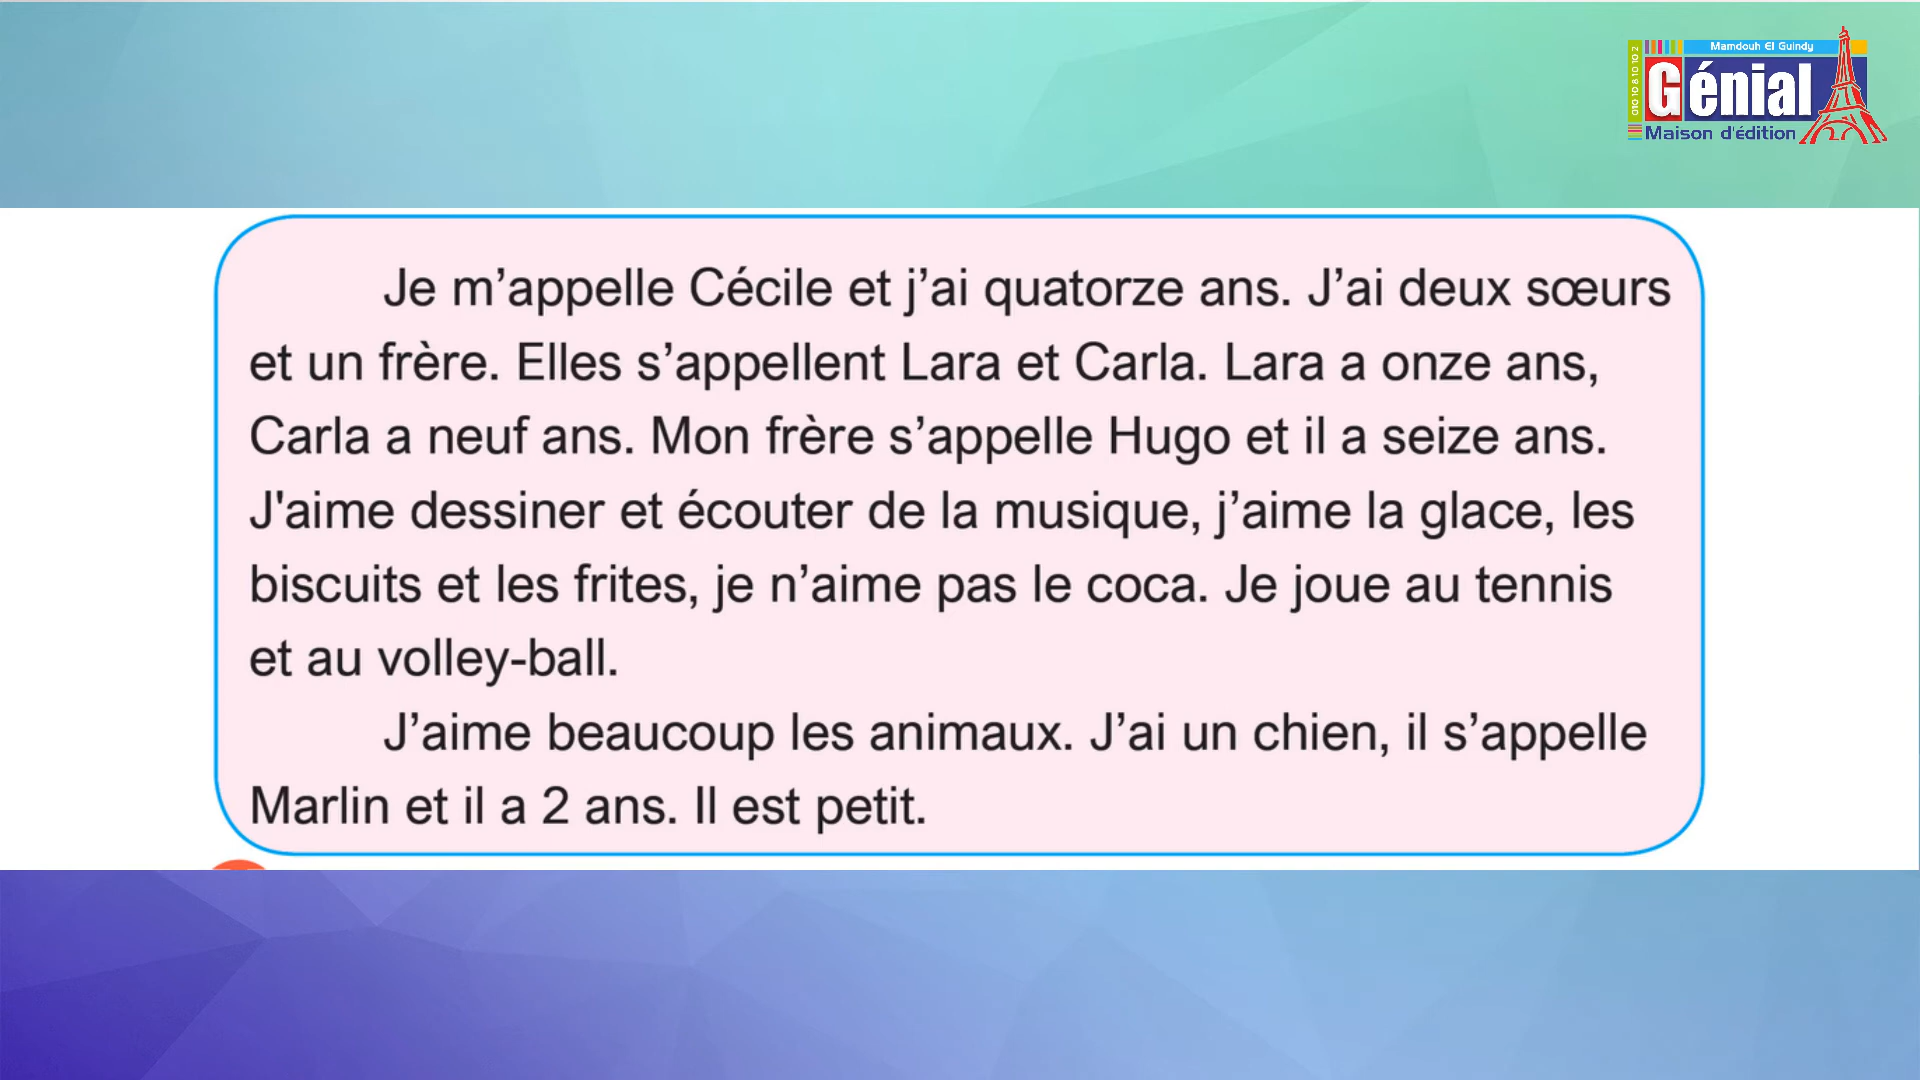 Mamdouh El Guindy
Génial
Maison d'édition
Je m’appelle Cécile et j’ai quatorze ans. J’ai deux sœurs
et un frère. Elles s’appellent Lara et Carla. Lara a onze ans,
Carla a neuf ans. Mon frère s’appelle Hugo et il a seize ans.
J'aime dessiner et écouter de la musique, j’aime la glace, les
biscuits et les frites, je n’aime pas le coca. Je joue au tennis
et au volley-ball.
J’aime beaucoup les animaux. J’ai un chien, il s’appelle
Marlin et il a 2 ans. Il est petit.